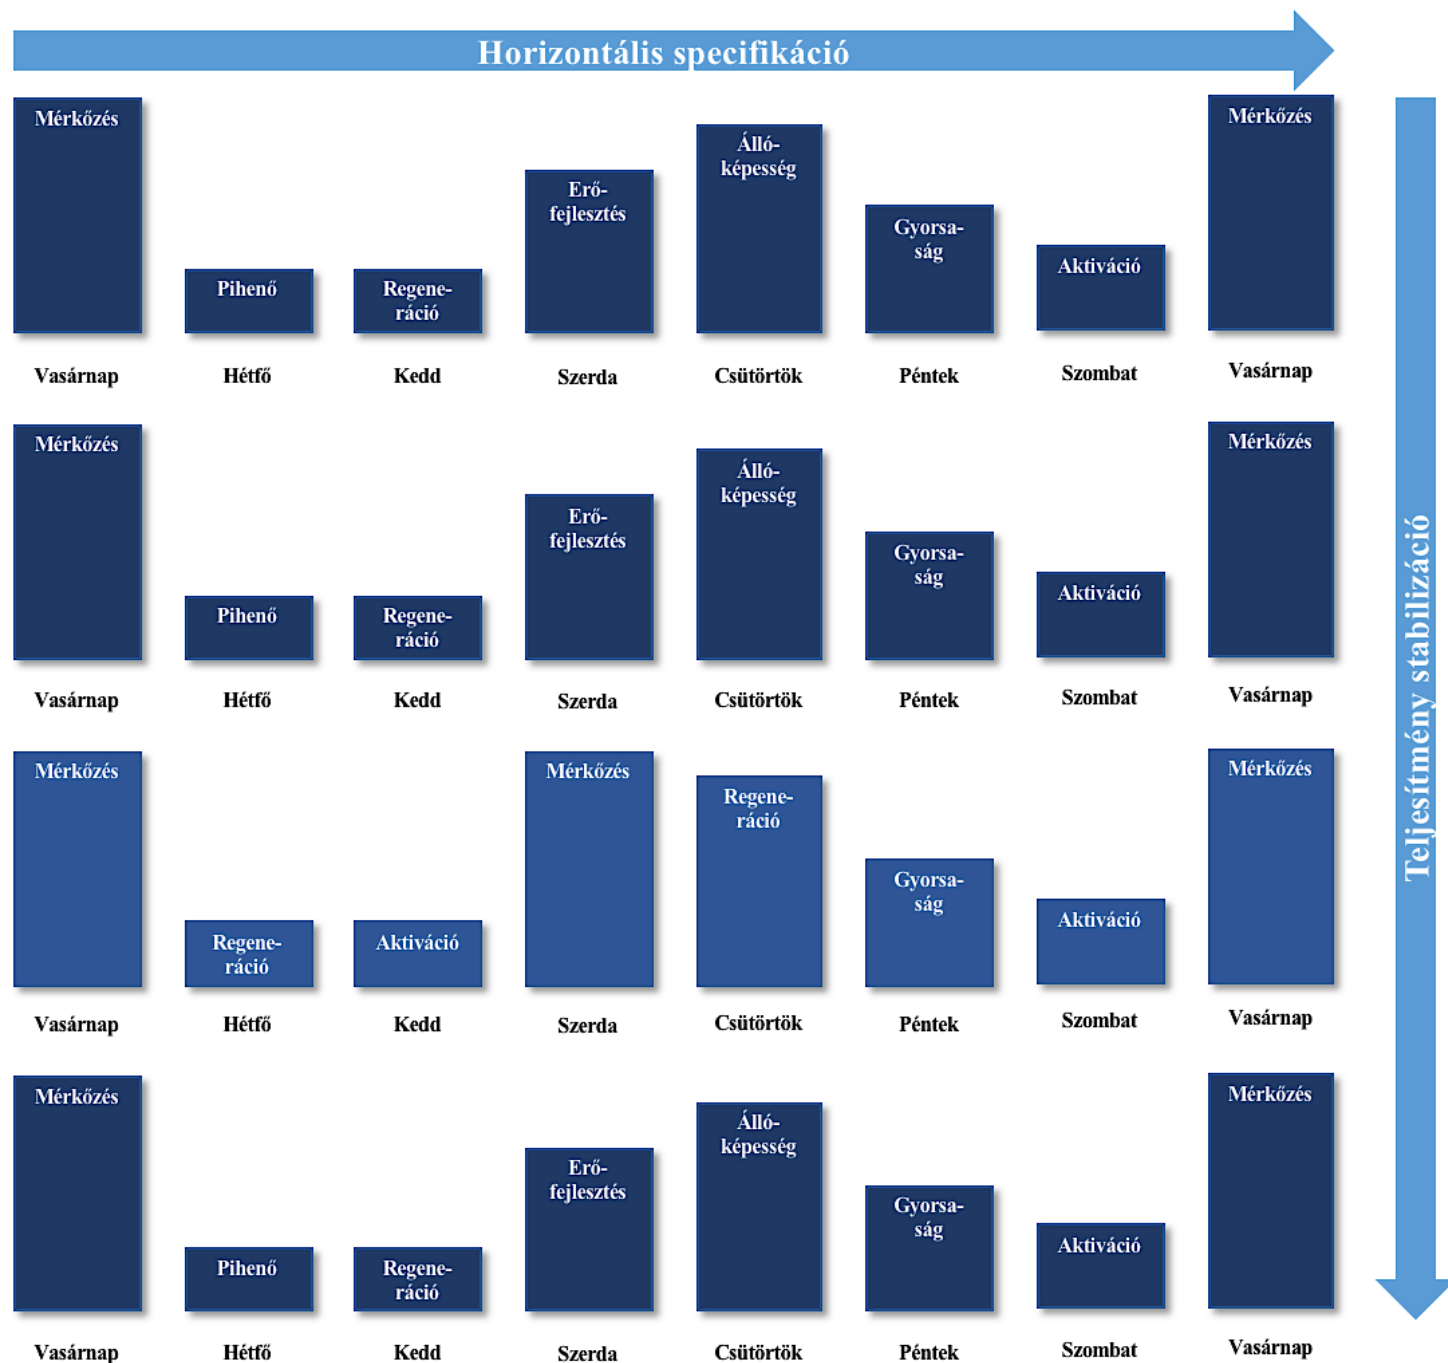 Horizontális specifikáció
Mérkőzés
Pihenő
Regene-
ráció
Erő-
fejlesztés
Álló-
képesség
Gyorsa-
ság
Aktiváció
Mérkőzés
Vasárnap
Hétfő
Kedd
Szerda
Csütörtök
Péntek
Szombat
Vasárnap
Mérkőzés
Pihenő
Regene-
ráció
Erő-
fejlesztés
Álló-
képesség
Gyorsa-
ság
Aktiváció
Mérkőzés
Vasárnap
Hétfő
Kedd
Szerda
Csütörtök
Péntek
Szombat
Vasárnap
Mérkőzés
Regene-
ráció
Aktiváció
Mérkőzés
Regene-
ráció
Gyorsa-
ság
Aktiváció
Mérkőzés
Vasárnap
Hétfő
Kedd
Szerda
Csütörtök
Péntek
Szombat
Vasárnap
Mérkőzés
Pihenő
Regene-
ráció
Erő-
fejlesztés
Álló-
képesség
Gyorsa-
ság
Aktiváció
Mérkőzés
Vasárnap
Hétfő
Kedd
Szerda
Csütörtök
Péntek
Szombat
Vasárnap
Teljesítmény stabilizáció